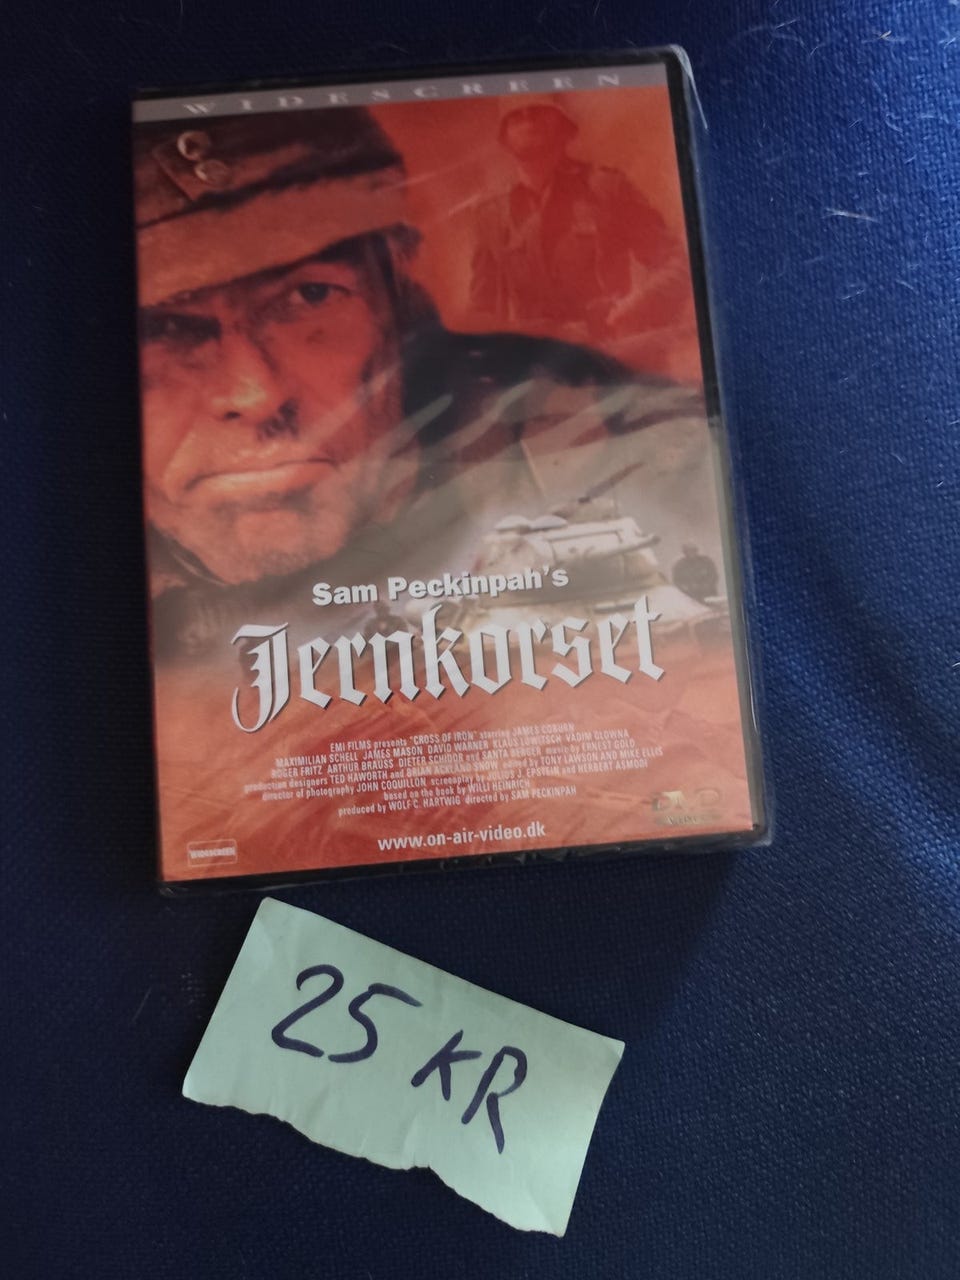 WIDESCREEN
Sam Peckinpah's
Jernkorset
EMI FILMS presents "CROSS OF IRON" starring JAMES COBURN
MAXIMILIAN SCHELL JAMES MASON DAVID WARNER KLAUS LOWITSCH VADIM GLOWNA
ROGER FRITZ ARTHUR BRAUSS DIETER SCHIDOR and SANTA BERGER music by ERNEST GOLD
production designers TED HAWORTH and BRIAN ACKLAND SNOW edited by TONY LAWSON AND MIKE ELLIS
director of photography JOHN COQUILLON screenplay by JULIUS J. EPSTEIN and HERBERT ASMODI
based on the book by WILLI HEINRICH
produced by WOLF C. HARTWIG directed by SAM PECKINPAH
www.on-air-video.dk
WIDESCREEN
DVD
VIDEO
25 KR